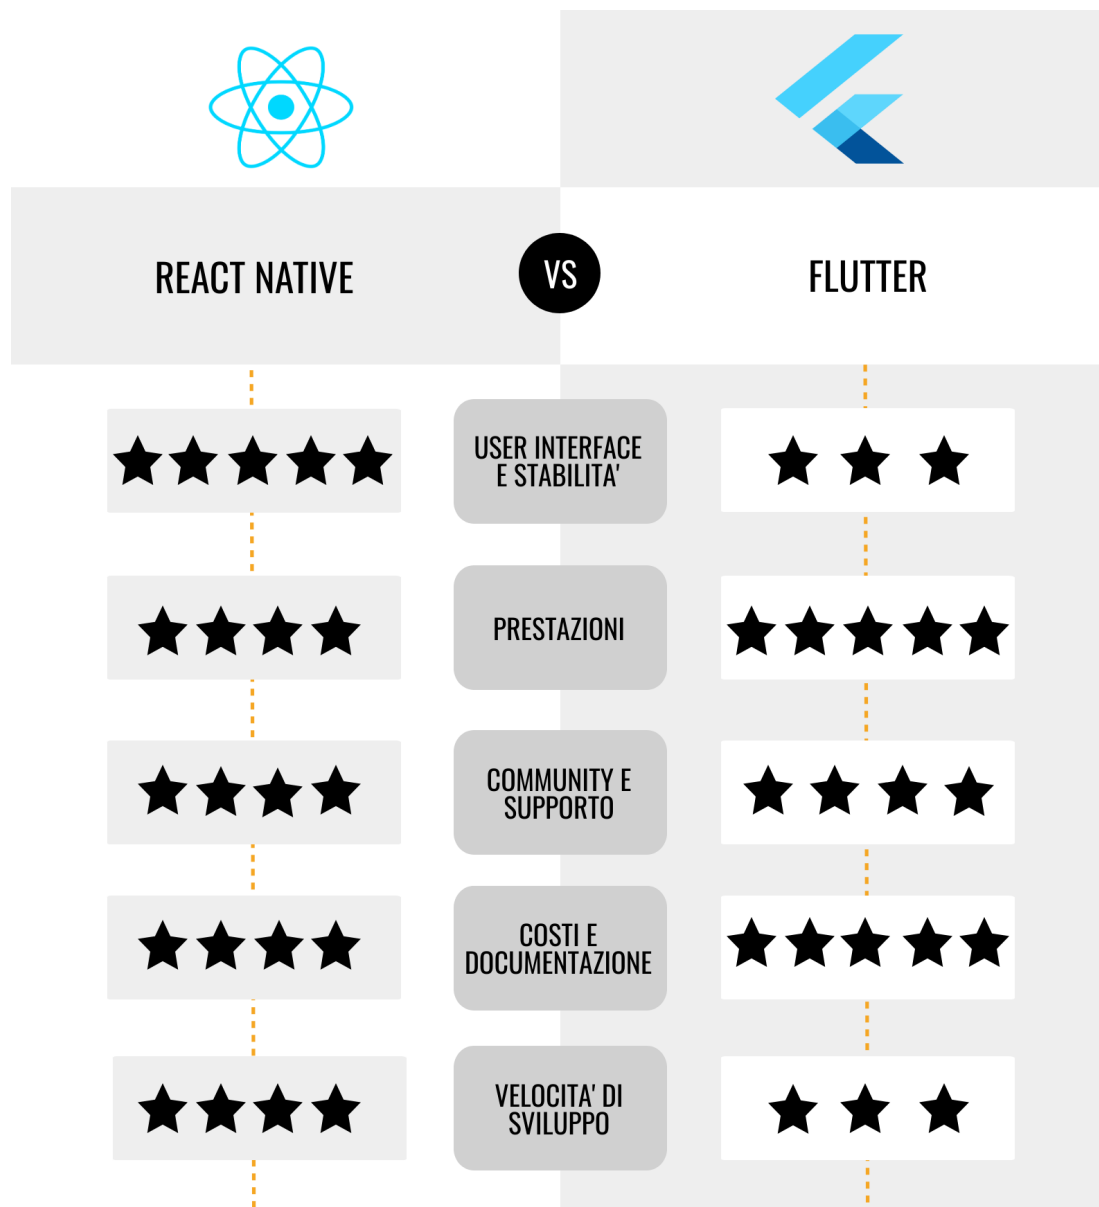 REACT NATIVE
VS
FLUTTER
USER INTERFACE
E STABILITA'
PRESTAZIONI
COMMUNITY E
SUPPORTO
COSTI E
DOCUMENTAZIONE
VELOCITA' DI
SVILUPPO